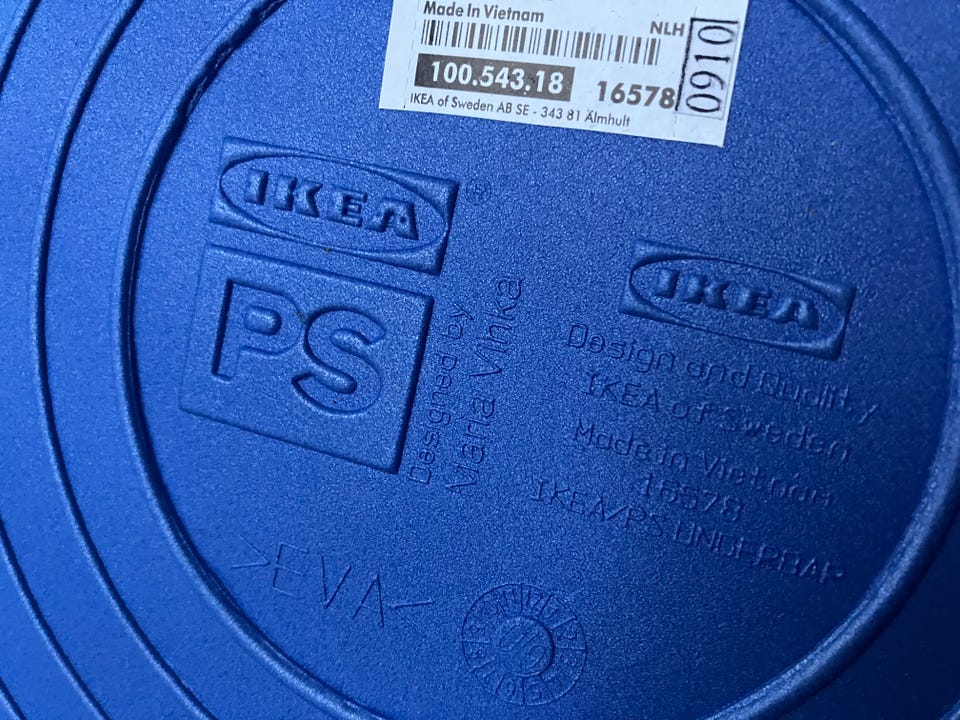 Made In Vietnam
NLH
100.543.18
16578
0910
IKEA of Sweden AB SE - 343 81 Älmhult
IKEA
®
PS
Designed by
Maria Vinka
IKEA
Design and Quality
IKEA of Sweden
Made in Vietnam
16578
IKEA/PS UNDERBAR
>EVA<